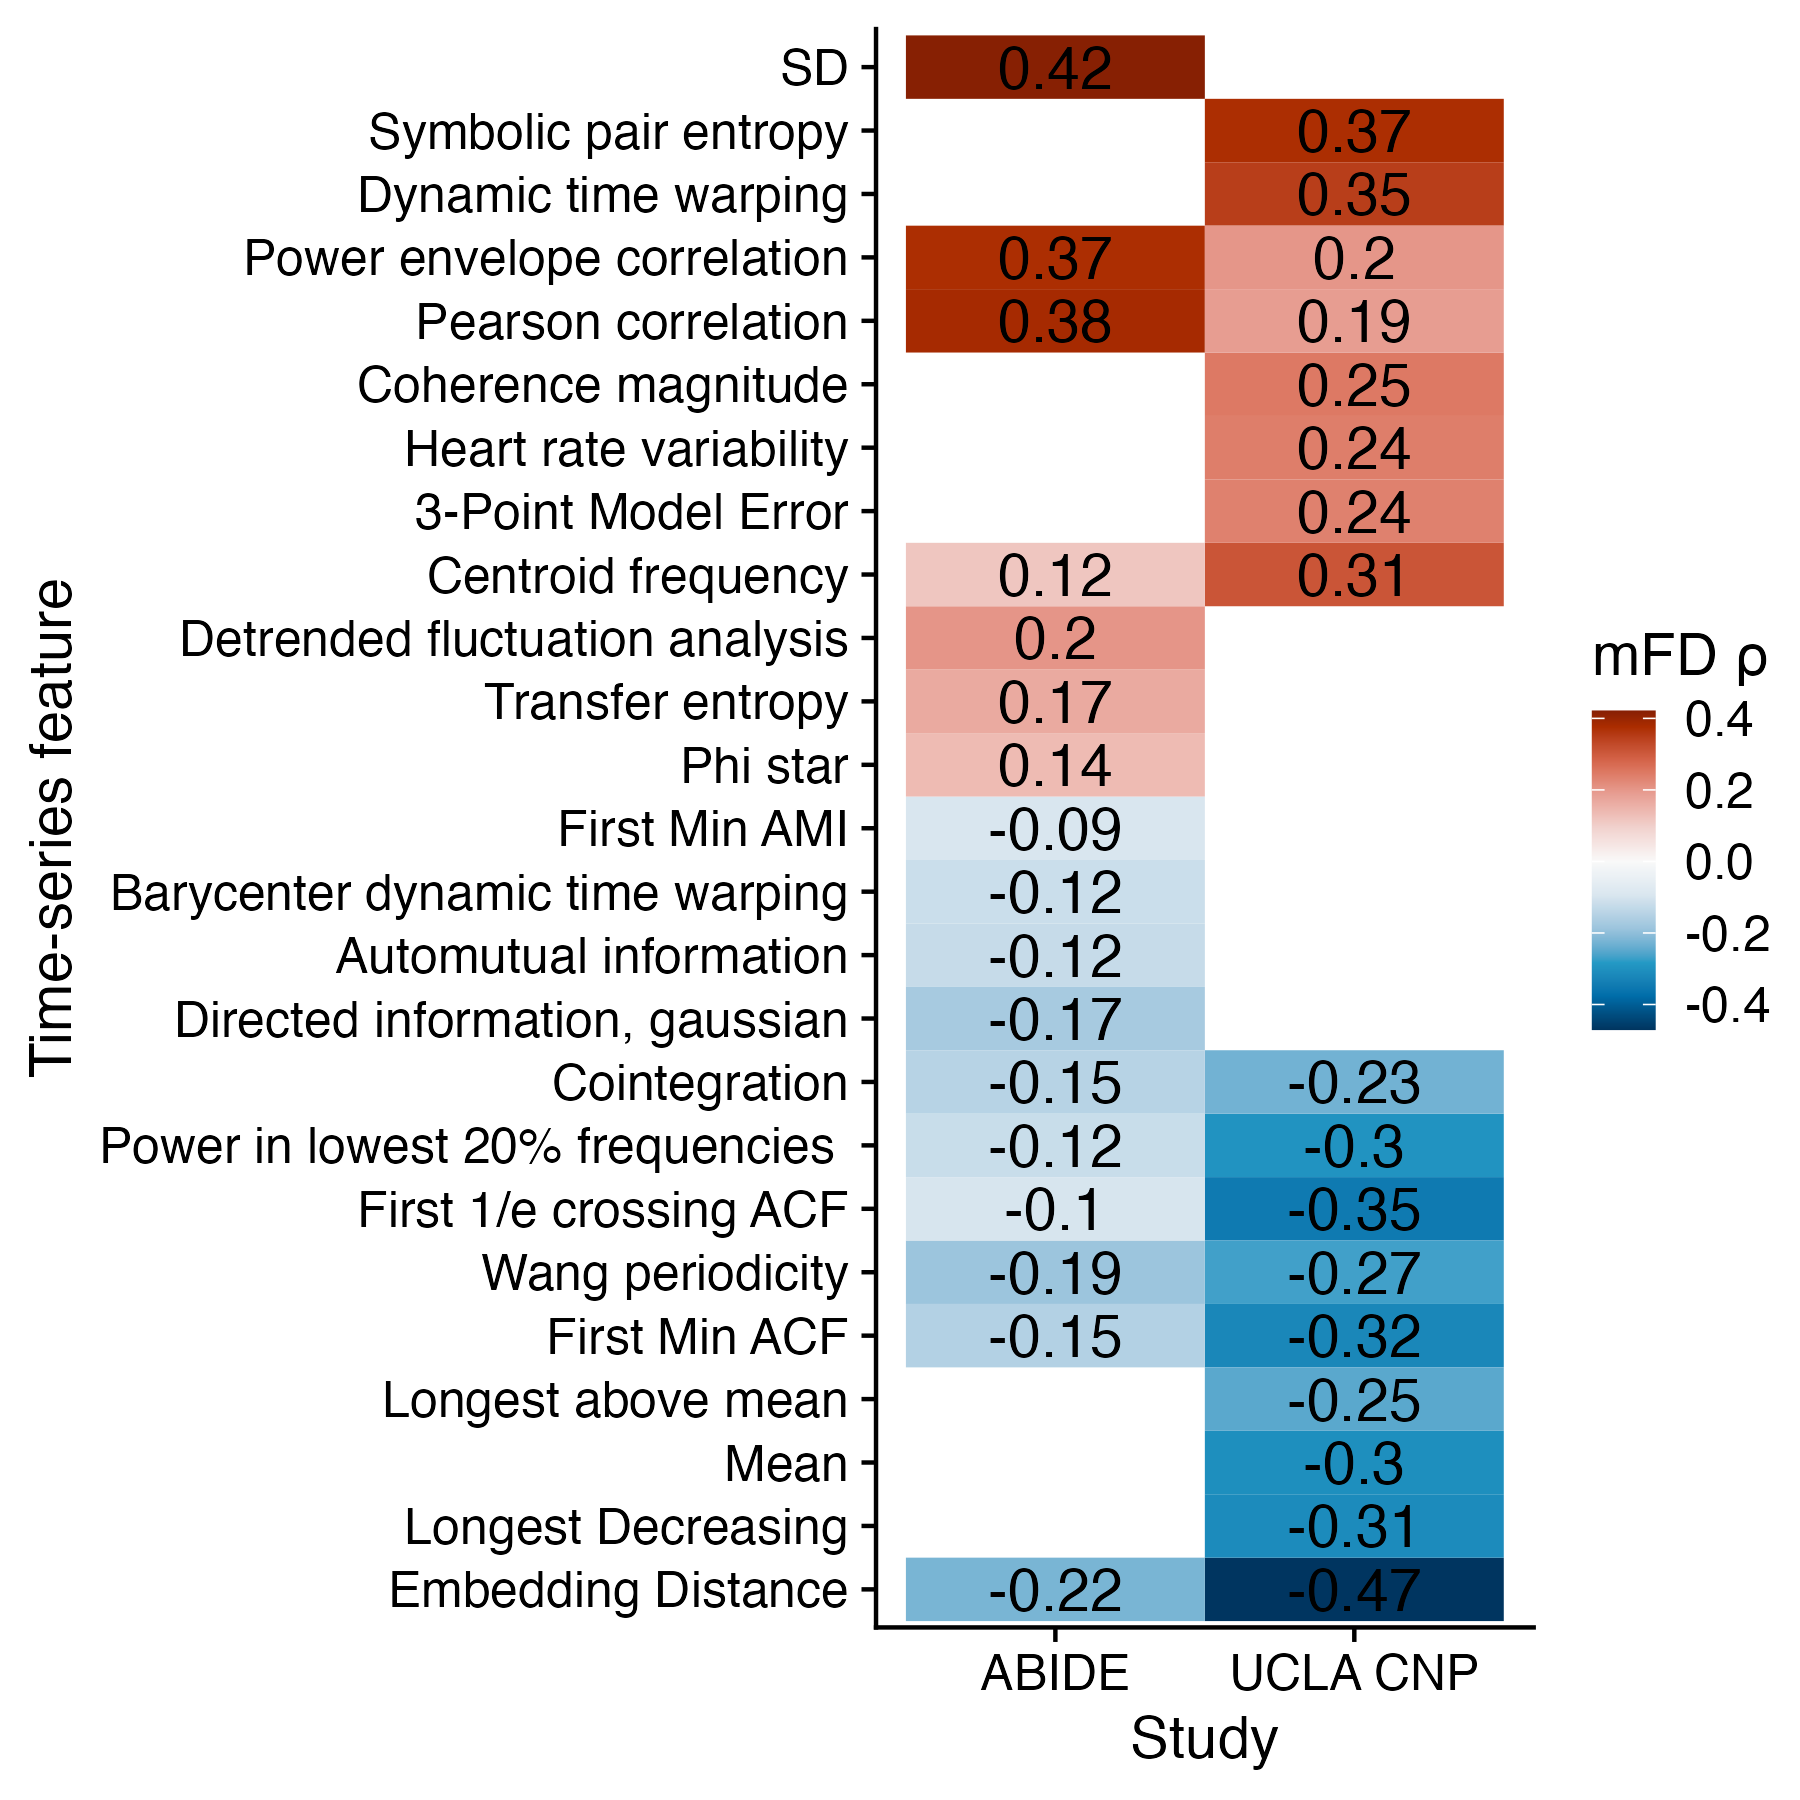 SD 0.42
Symbolic pair entropy 0.37
Dynamic time warping 0.35
Power envelope correlation 0.37 0.2
Pearson correlation 0.38 0.19
Coherence magnitude 0.25
Heart rate variability 0.24
3-Point Model Error 0.24
Centroid frequency 0.12 0.31
Detrended fluctuation analysis 0.2
Transfer entropy 0.17
Phi star 0.14
First Min AMI -0.09
Barycenter dynamic time warping -0.12
Automutual information -0.12
Directed information, gaussian -0.17
Cointegration -0.15 -0.23
Power in lowest 20% frequencies -0.12 -0.3
First 1/e crossing ACF -0.1 -0.35
Wang periodicity -0.19 -0.27
First Min ACF -0.15 -0.32
Longest above mean -0.25
Mean -0.3
Longest Decreasing -0.31
Embedding Distance -0.22 -0.47
ABIDE UCLA CNP
Study
Time-series feature
mFD ρ
0.4
0.2
0.0
-0.2
-0.4